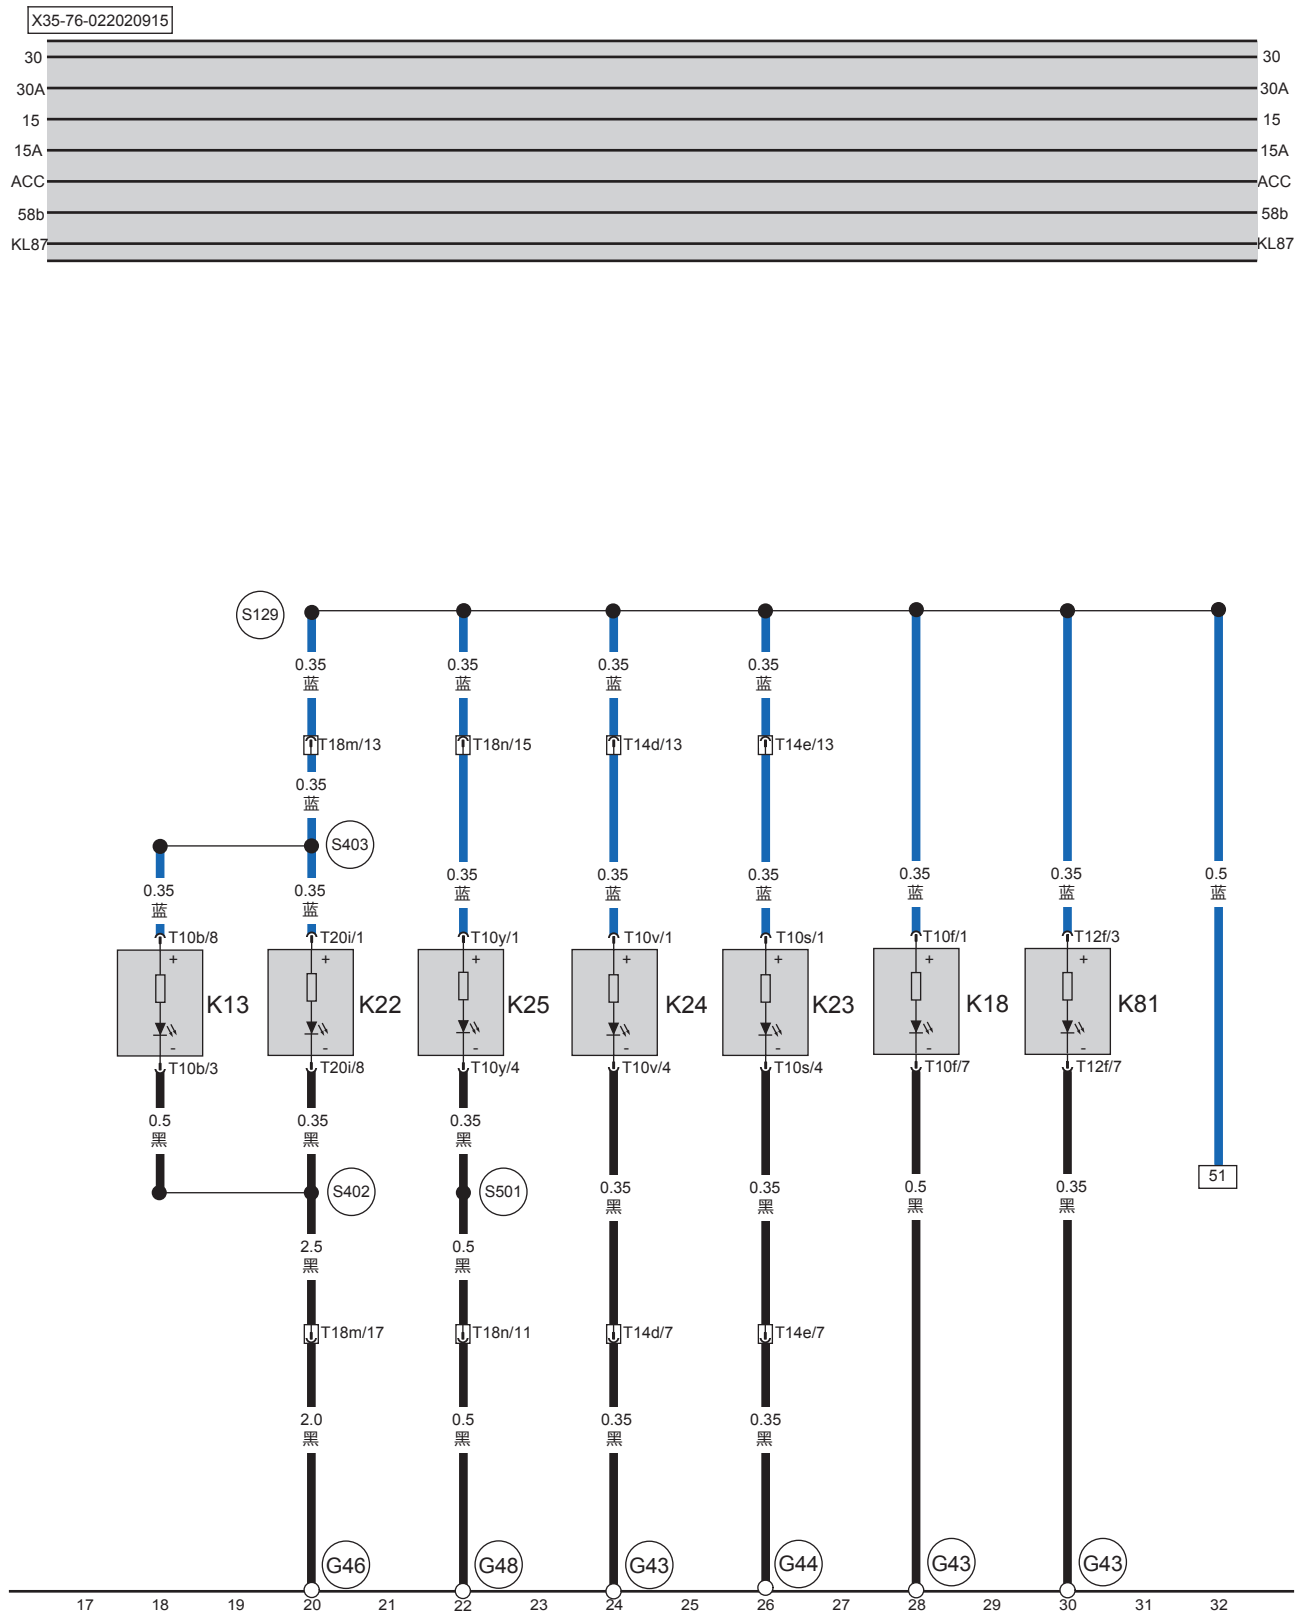 X35-76-022020915
30 30
30A 30A
15 15
15A 15A
ACC ACC
58b 58b
KL87 KL87
S129
0.35 0.35 0.35 0.35
蓝 蓝 蓝 蓝
T18m/13 T18n/15 T14d/13 T14e/13
0.35
蓝
S403
0.35 0.35 0.35 0.35 0.35 0.35 0.35 0.5
蓝 蓝 蓝 蓝 蓝 蓝 蓝 蓝
T10b/8 T20i/1 T10y/1 T10v/1 T10s/1 T10f/1 T12f/3
+ + + + + + +
K13 K22 K25 K24 K23 K18 K81
- - - - - - -
T10b/3 T20i/8 T10y/4 T10v/4 T10s/4 T10f/7 T12f/7
0.5 0.35 0.35
黑 黑 黑
51
S402 S501
0.35 0.35 0.5 0.35
黑 黑 黑 黑
2.5 0.5
黑 黑
T18m/17 T18n/11 T14d/7 T14e/7
2.0 0.5 0.35 0.35
黑 黑 黑 黑
G46 G48 G43 G44 G43 G43
17 18 19 20 21 22 23 24 25 26 27 28 29 30 31 32